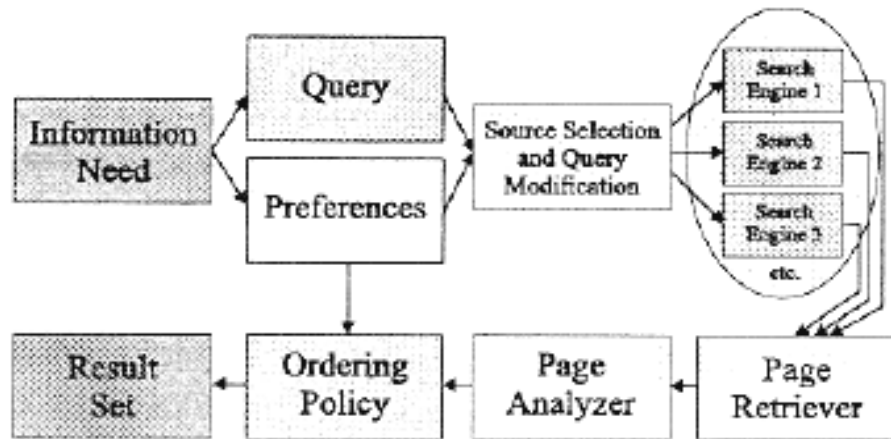 Information
Need
Query
Preferences
Source Selection
and Query
Modification
Search
Engine 1
Search
Engine 2
Search
Engine 3
etc.
Page
Retriever
Page
Analyzer
Ordering
Policy
Result
Set